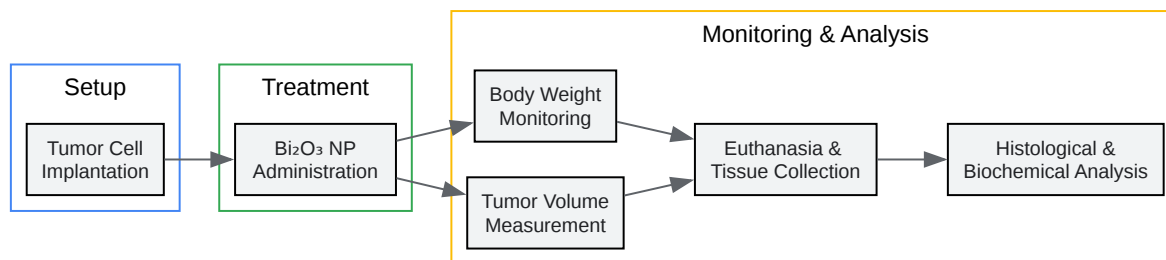 Setup
Tumor Cell
Implantation
Treatment
Bi₂O₃ NP
Administration
Monitoring & Analysis
Body Weight
Monitoring
Tumor Volume
Measurement
Euthanasia &
Tissue Collection
Histological &
Biochemical Analysis